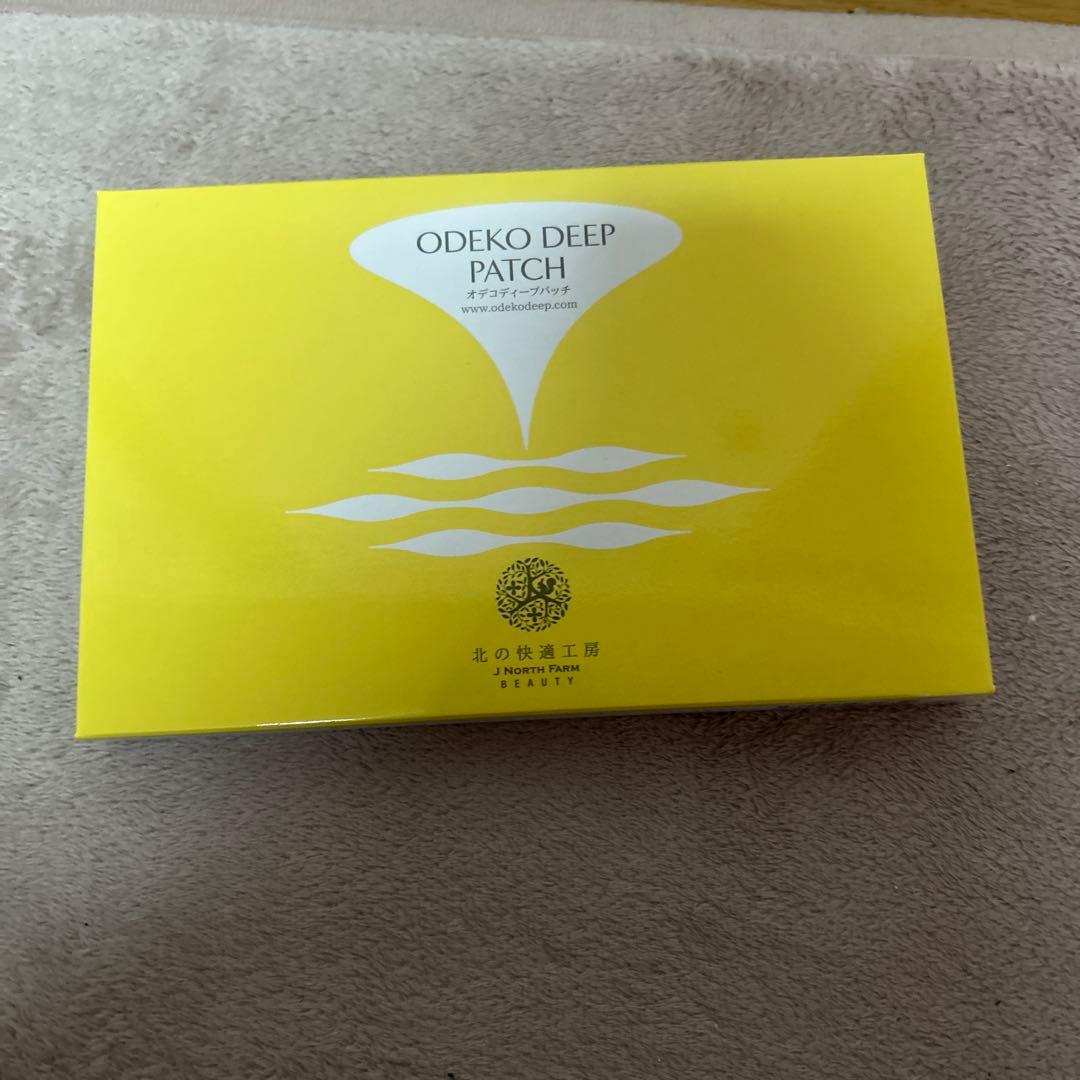 ODEKO DEEP
PATCH
オデコディープパッチ
www.odekodeep.com
北の快適工房
J NORTH FARM
BEAUTY